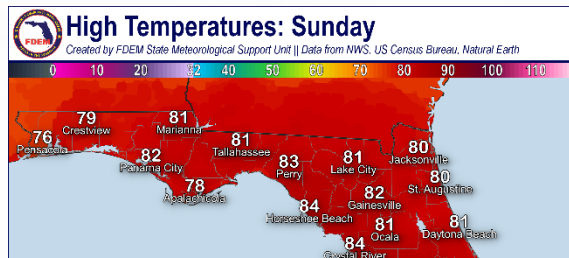 High Temperatures: Sunday
FDEM
Created by FDEM State Meteorological Support Unit || Data from NWS, US Census Bureau, Natural Earth
0 10 20 32 40 50 60 70 80 90 100 110
76
Pensacola
79
Crestview
81
Marianna
82
Panama City
78
Apalachicola
81
Tallahassee
83
Perry
84
Horseshoe Beach
81
Lake City
80
Jacksonville
80
St. Augustine
82
Gainesville
81
Ocala
81
Daytona Beach
84
Crystal River